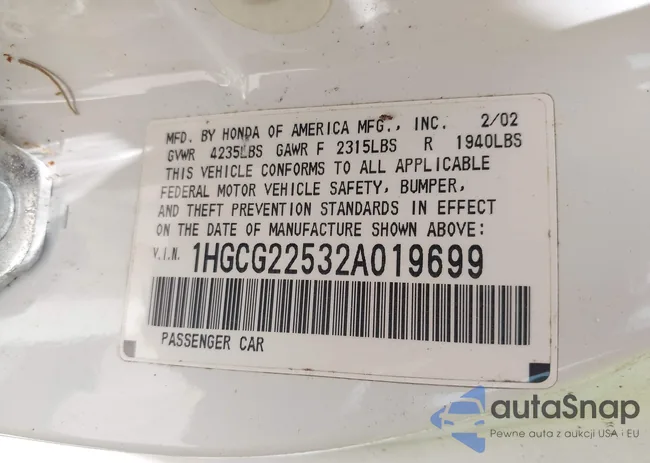 MFD. BY HONDA OF AMERICA MFG., INC. 2/02
GVWR 4235LBS GAWR F 2315LBS R 1940LBS
THIS VEHICLE CONFORMS TO ALL APPLICABLE
FEDERAL MOTOR VEHICLE SAFETY, BUMPER,
AND THEFT PREVENTION STANDARDS IN EFFECT
ON THE DATE OF MANUFACTURE SHOWN ABOVE:
V.I.N. 1HGCG22532A019699
PASSENGER CAR
autaSnap
Pewne auta z aukcji USA i EU